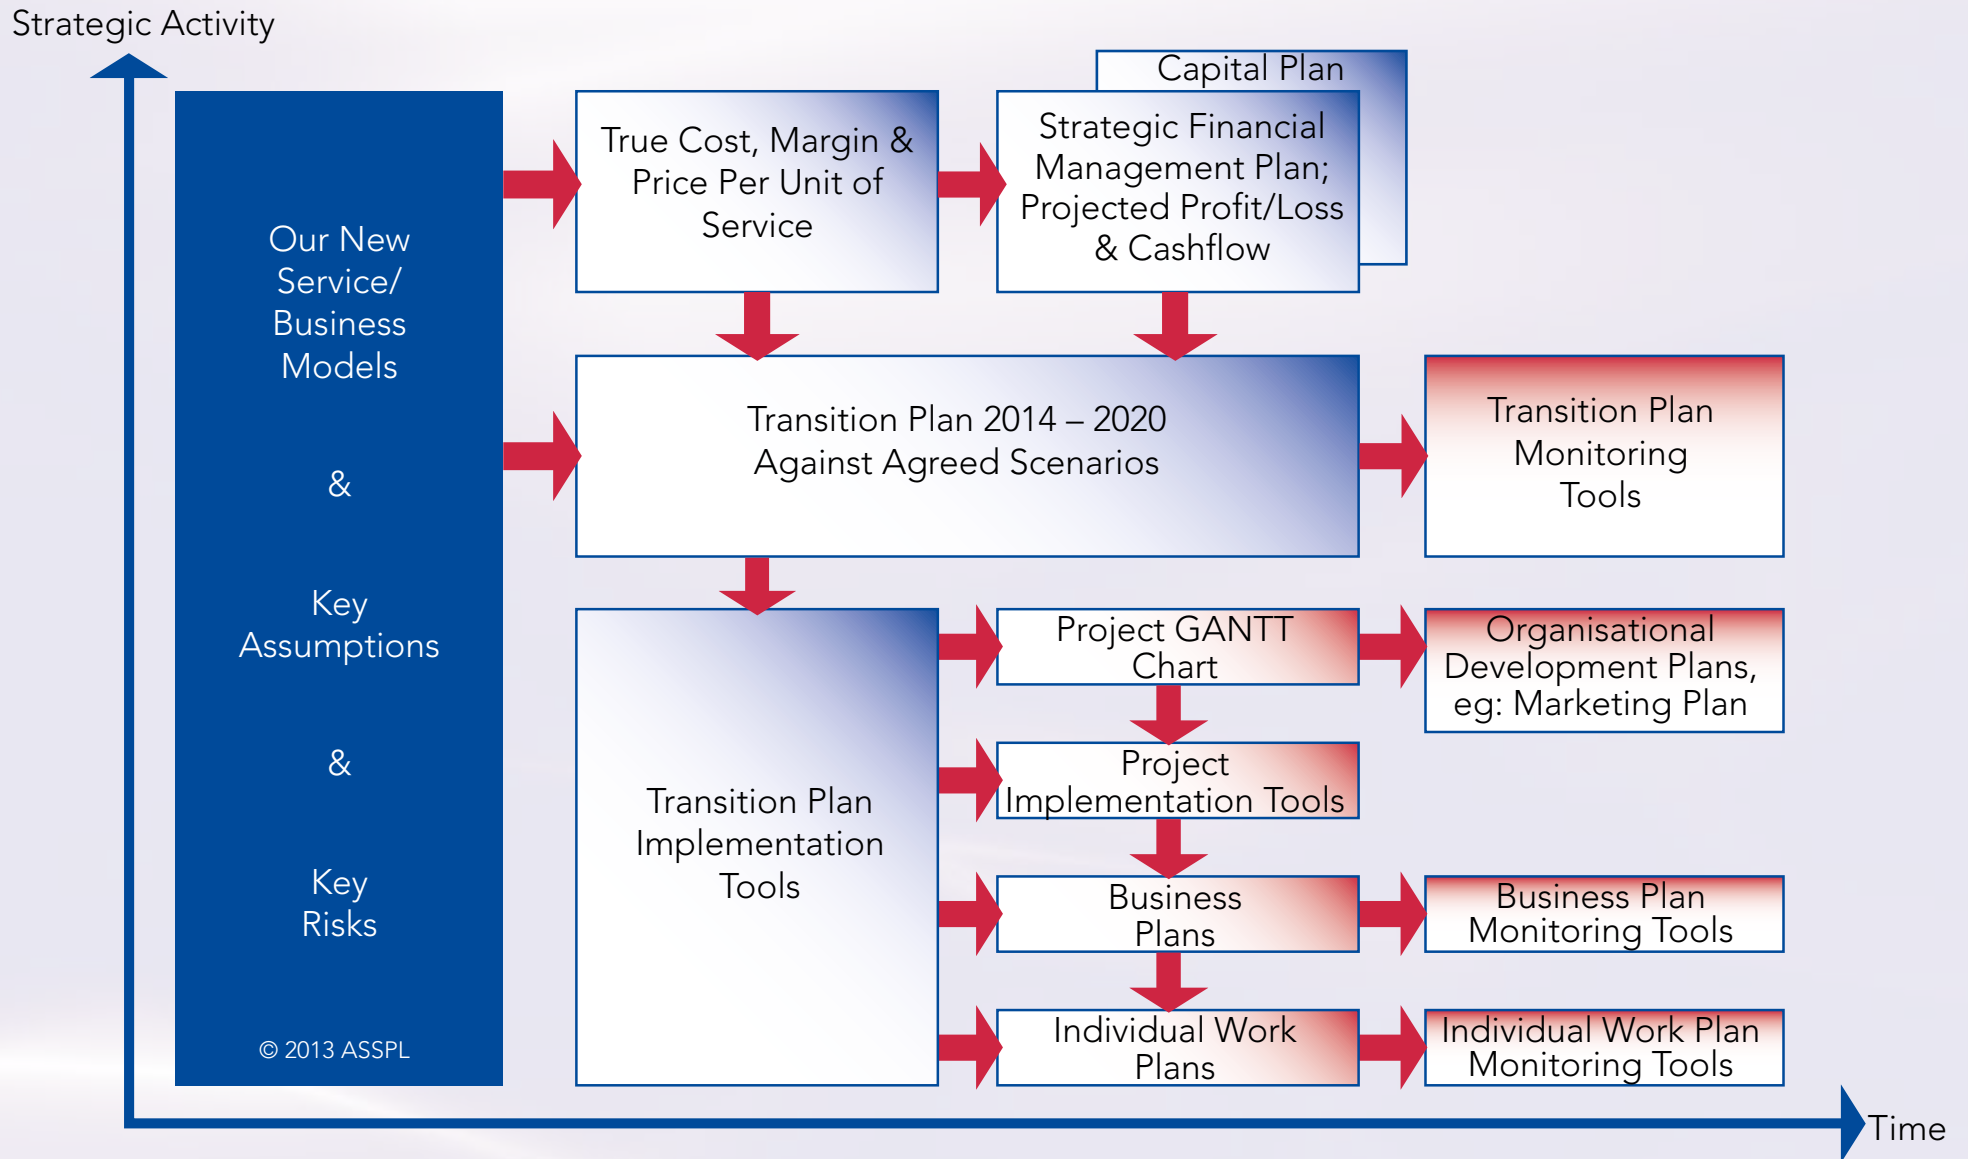 Strategic Activity
Our New
Service/
Business
Models
&
Key
Assumptions
&
Key
Risks
© 2013 ASSPL
True Cost, Margin &
Price Per Unit of
Service
Capital Plan
Strategic Financial
Management Plan;
Projected Profit/Loss
& Cashflow
Transition Plan 2014 – 2020
Against Agreed Scenarios
Transition Plan
Monitoring
Tools
Transition Plan
Implementation
Tools
Project GANTT
Chart
Organisational
Development Plans,
eg: Marketing Plan
Project
Implementation Tools
Business
Plans
Business Plan
Monitoring Tools
Individual Work
Plans
Individual Work Plan
Monitoring Tools
Time